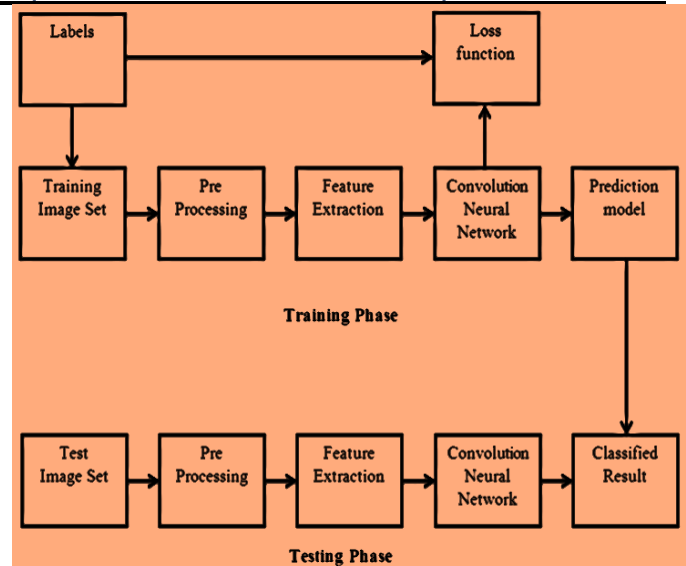 Labels
Loss
function
Training
Image Set
Pre
Processing
Feature
Extraction
Convolution
Neural
Network
Prediction
model
Training Phase
Test
Image Set
Pre
Processing
Feature
Extraction
Convolution
Neural
Network
Classified
Result
Testing Phase